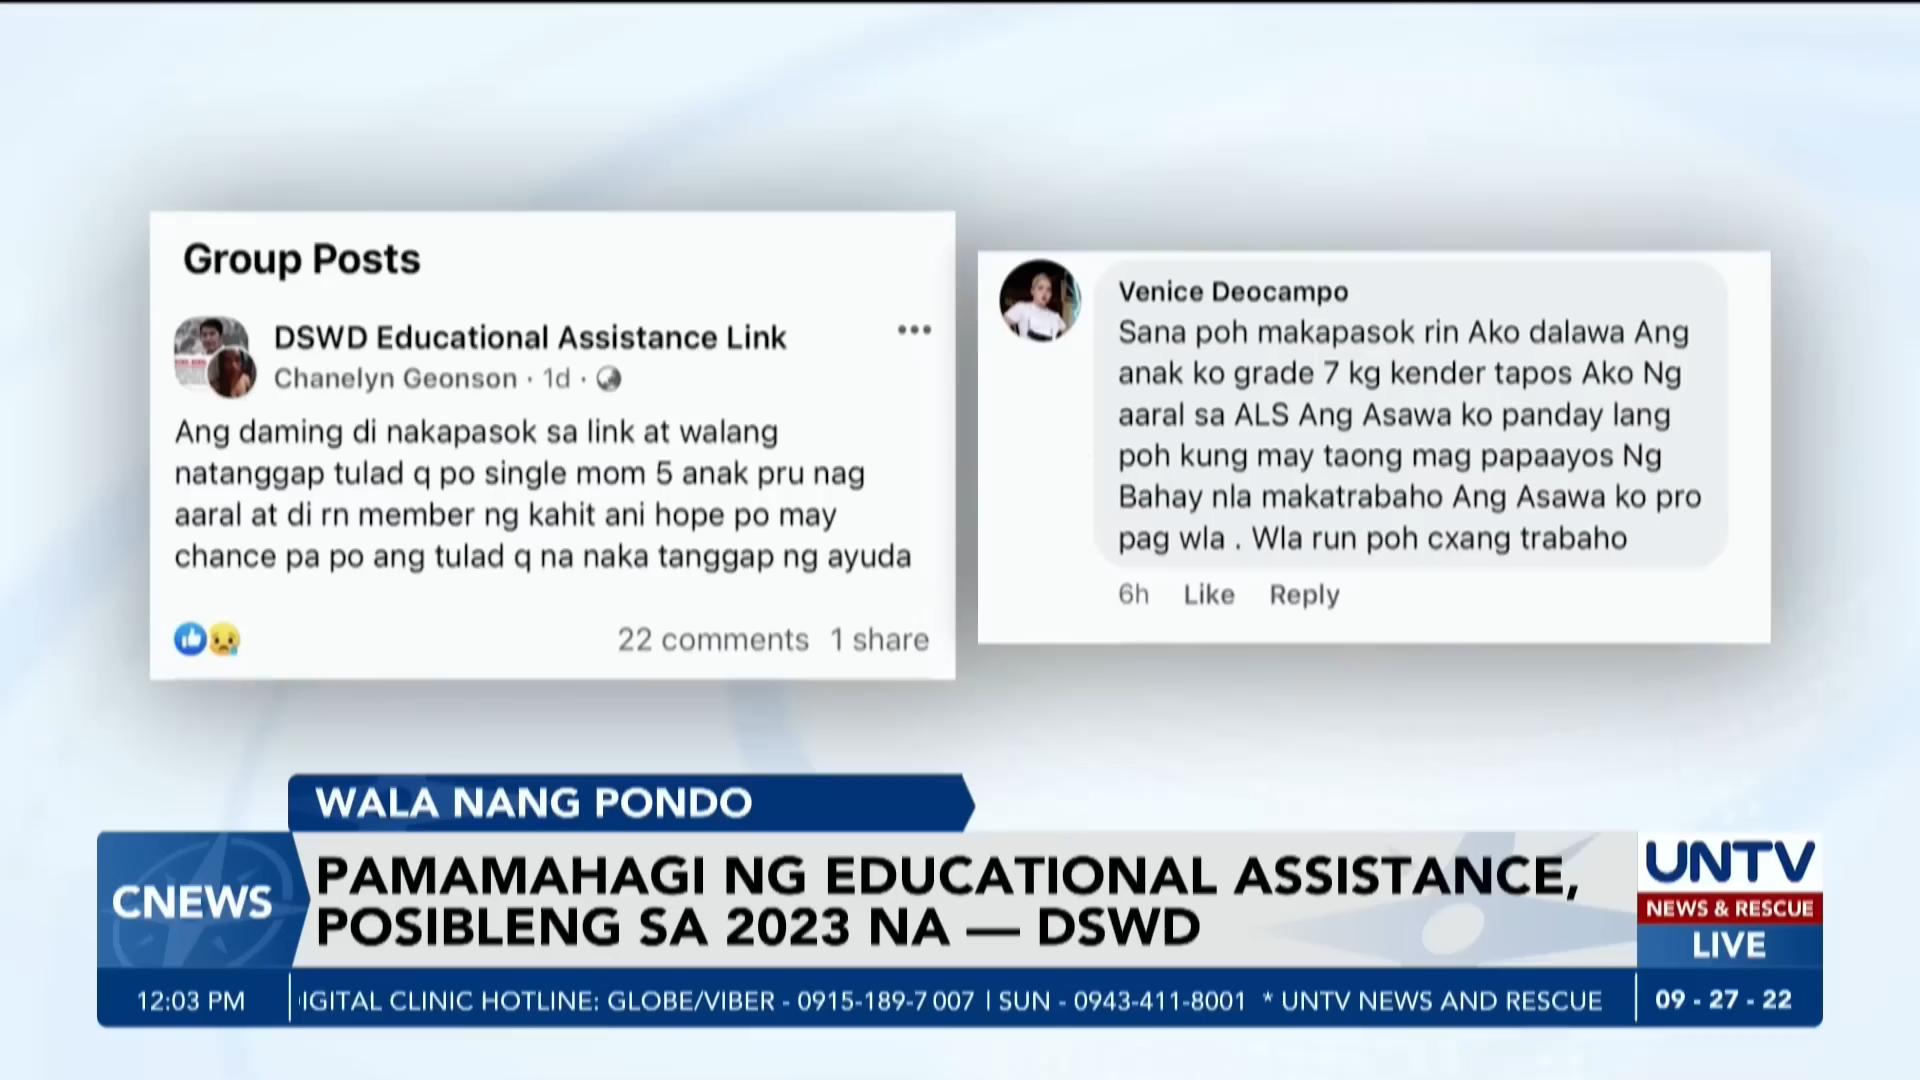 Group Posts
DSWD Educational Assistance Link
Chanelyn Geonson · 1d ·
Ang daming di nakapasok sa link at walang
natanggap tulad q po single mom 5 anak pru nag
aaral at di rn member ng kahit ani hope po may
chance pa po ang tulad q na naka tanggap ng ayuda
22 comments 1 share
Venice Deocampo
Sana poh makapasok rin Ako dalawa Ang
anak ko grade 7 kg kender tapos Ako Ng
aaral sa ALS Ang Asawa ko panday lang
poh kung may taong mag papaayos Ng
Bahay nla makatrabaho Ang Asawa ko pro
pag wla . Wla run poh cxang trabaho
6h Like Reply
WALA NANG PONDO
CNEWS
PAMAMAHAGI NG EDUCATIONAL ASSISTANCE,
POSIBLENG SA 2023 NA — DSWD
UNTV
NEWS & RESCUE
LIVE
12:03 PM
IGITAL CLINIC HOTLINE: GLOBE/VIBER - 0915-189-7007 | SUN - 0943-411-8001 * UNTV NEWS AND RESCUE
09 - 27 - 22